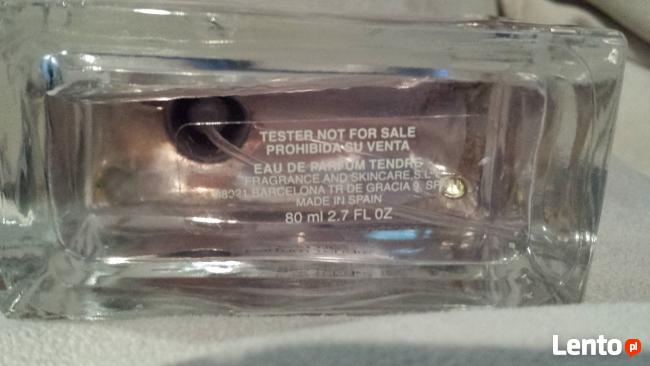 TESTER NOT FOR SALE
PROHIBIDA SU VENTA
EAU DE PARFUM TENDRE
FRAGRANCE AND SKINCARE, S.L.
08021 BARCELONA TR DE GRACIA 9
MADE IN SPAIN
80 ml 2.7 FL OZ
Lento pl